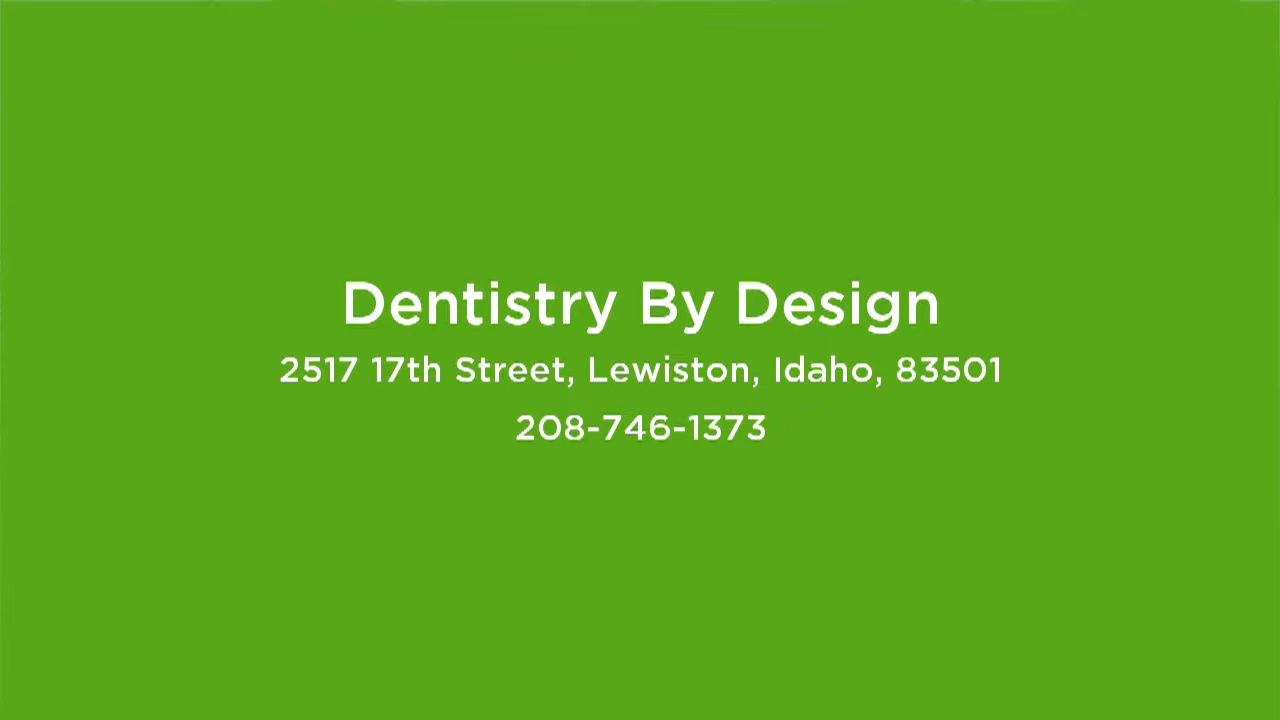 Dentistry By Design
2517 17th Street, Lewiston, Idaho, 83501
208-746-1373